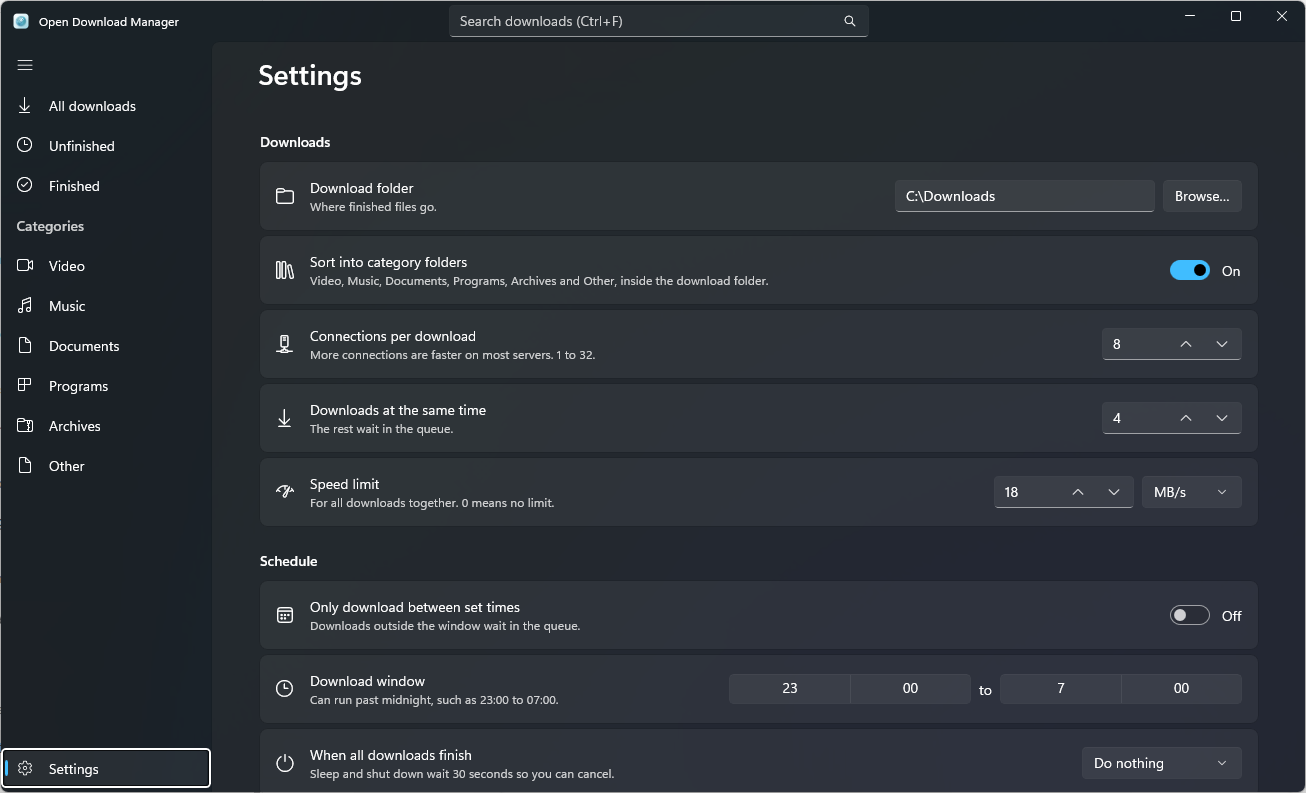 Open Download Manager
Search downloads (Ctrl+F)
All downloads
Unfinished
Finished
Categories
Video
Music
Documents
Programs
Archives
Other
Settings
Settings
Downloads
Download folder
Where finished files go.
C:\Downloads
Browse...
Sort into category folders
Video, Music, Documents, Programs, Archives and Other, inside the download folder.
On
Connections per download
More connections are faster on most servers. 1 to 32.
8
Downloads at the same time
The rest wait in the queue.
4
Speed limit
For all downloads together. 0 means no limit.
18
MB/s
Schedule
Only download between set times
Downloads outside the window wait in the queue.
Off
Download window
Can run past midnight, such as 23:00 to 07:00.
23 00 to 7 00
When all downloads finish
Sleep and shut down wait 30 seconds so you can cancel.
Do nothing